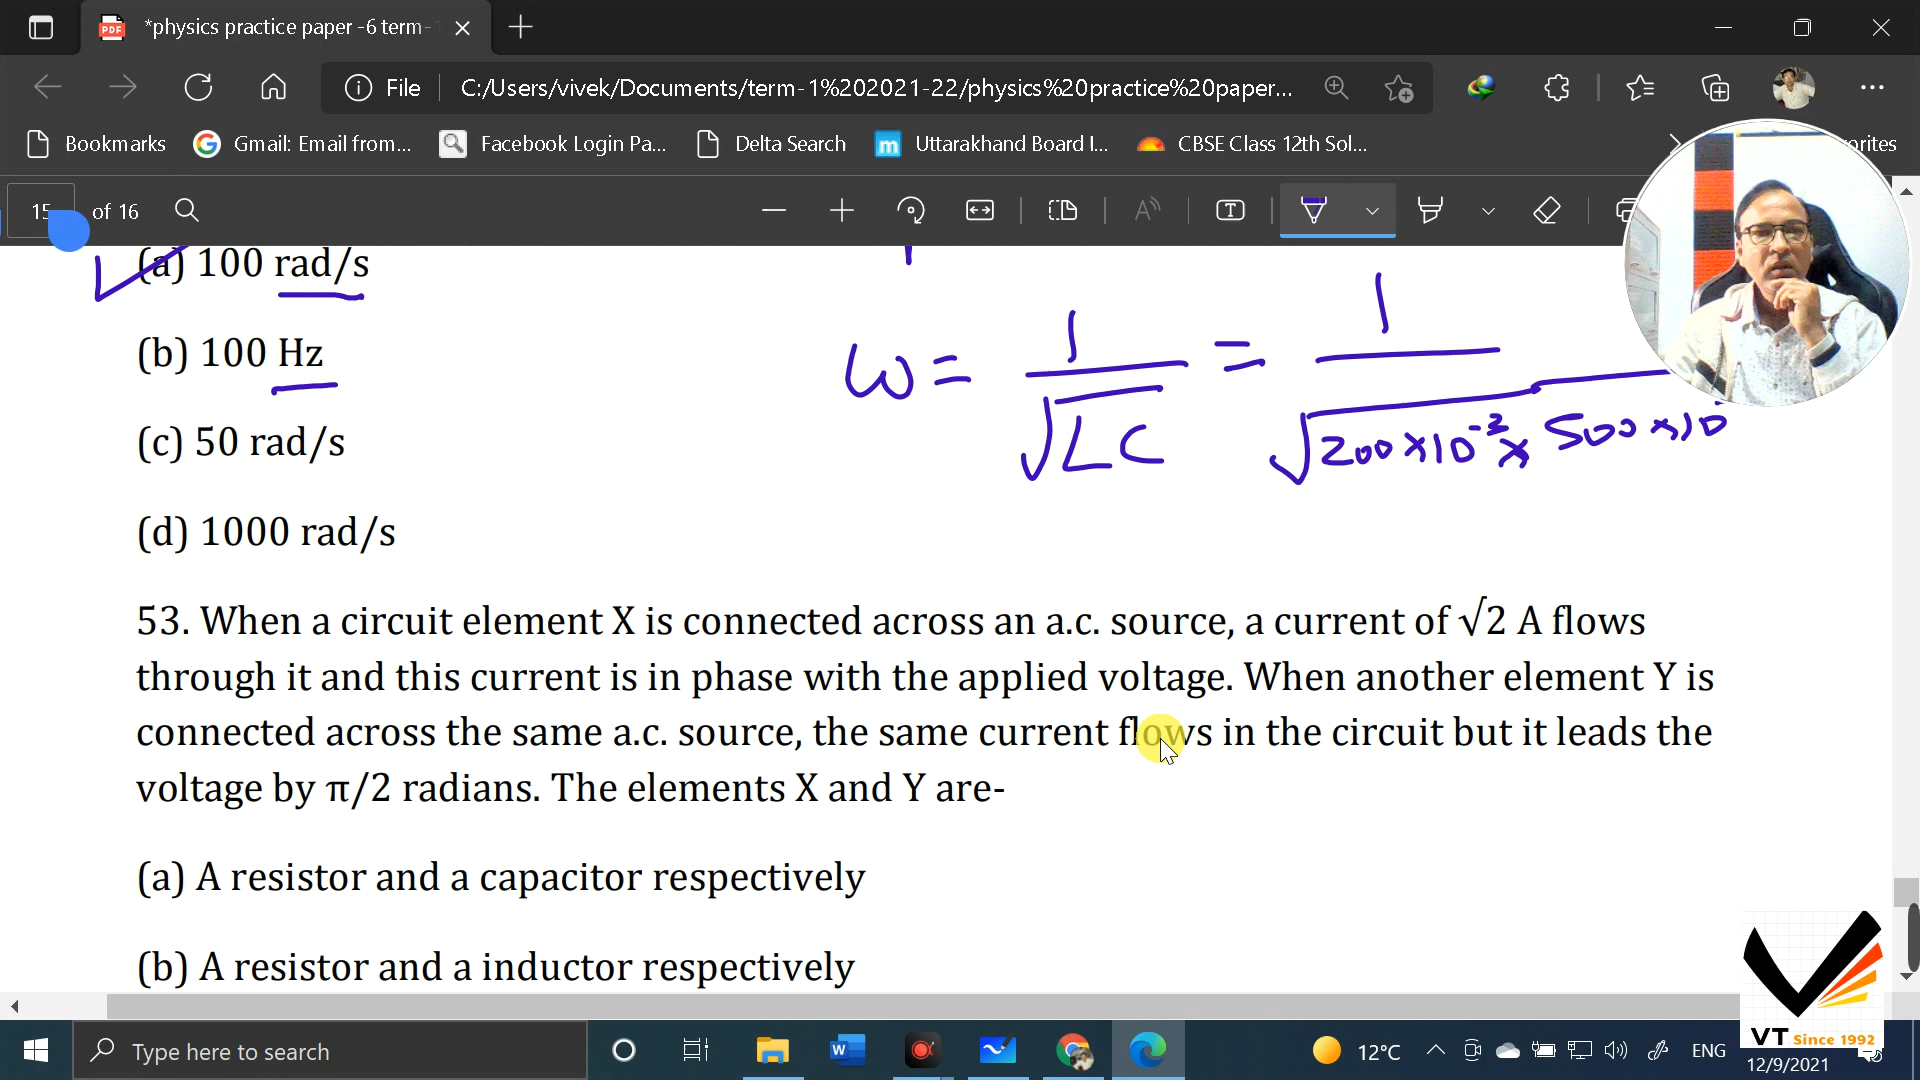 *physics practice paper -6 term-
File
C:/Users/vivek/Documents/term-1%202021-22/physics%20practice%20paper...
Bookmarks
Gmail: Email from...
Facebook Login Pa...
Delta Search
Uttarakhand Board I...
CBSE Class 12th Sol...
orites
15 of 16
(a) 100 rad/s
(b) 100 Hz
(c) 50 rad/s
(d) 1000 rad/s
ω = 1/√LC = 1/√200×10⁻³× 500×10
53. When a circuit element X is connected across an a.c. source, a current of √2 A flows
through it and this current is in phase with the applied voltage. When another element Y is
connected across the same a.c. source, the same current flows in the circuit but it leads the
voltage by π/2 radians. The elements X and Y are-
(a) A resistor and a capacitor respectively
(b) A resistor and a inductor respectively
VT Since 1992
Type here to search
12°C
ENG
12/9/2021